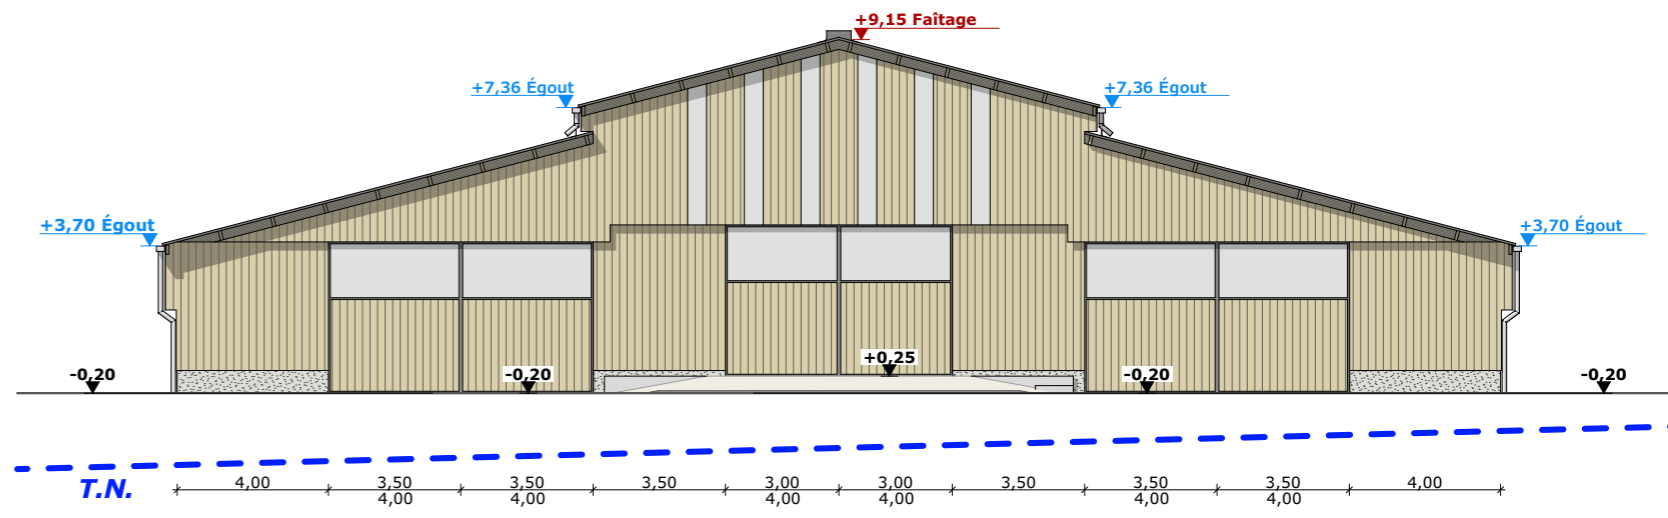 +9,15 Faîtage
+7,36 Égout
+7,36 Égout
+3,70 Égout
+3,70 Égout
+0,25
-0,20
-0,20
-0,20
-0,20
T.N.
4,00 3,50 3,50 3,50 3,00 3,00 3,50 3,50 3,50 4,00
4,00 4,00 4,00 4,00 4,00 4,00